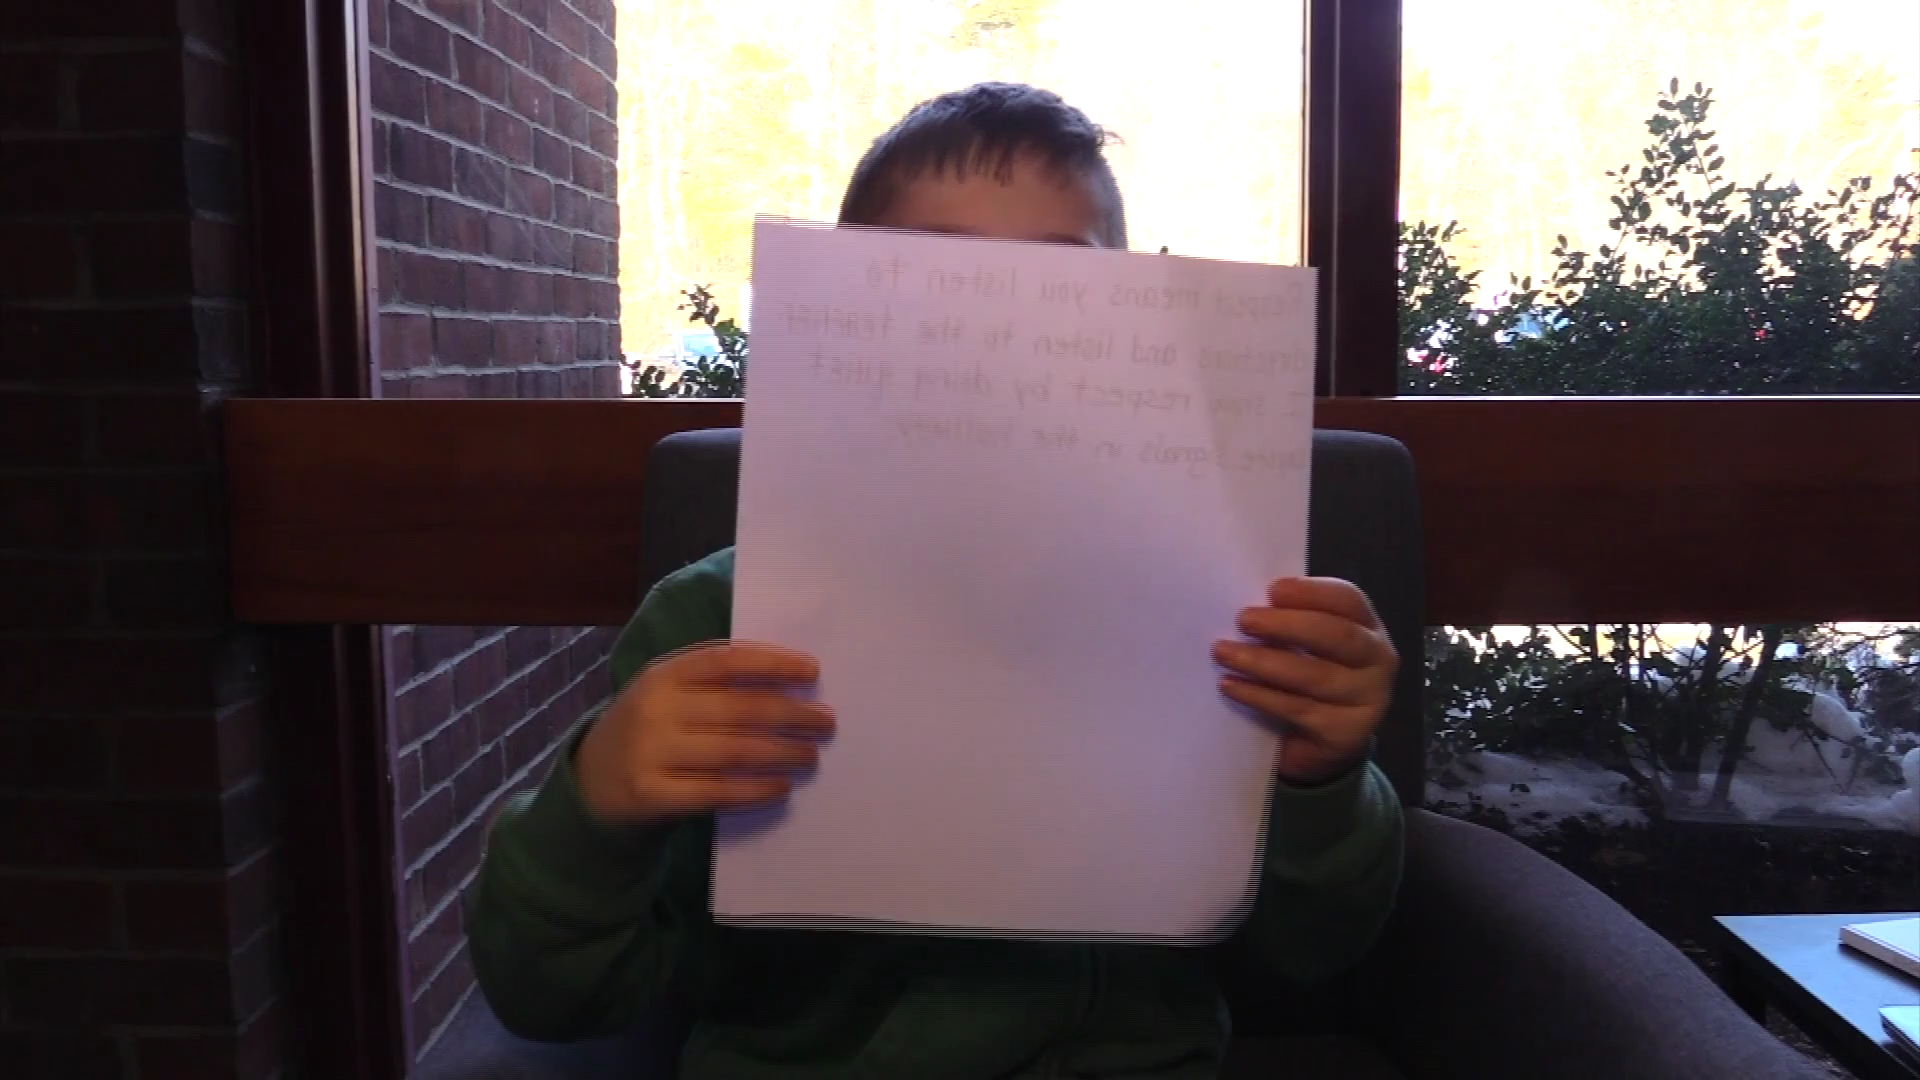 Respect means you listen to
directions and listen to the teacher
I show respect by doing quiet
signals in the hallway